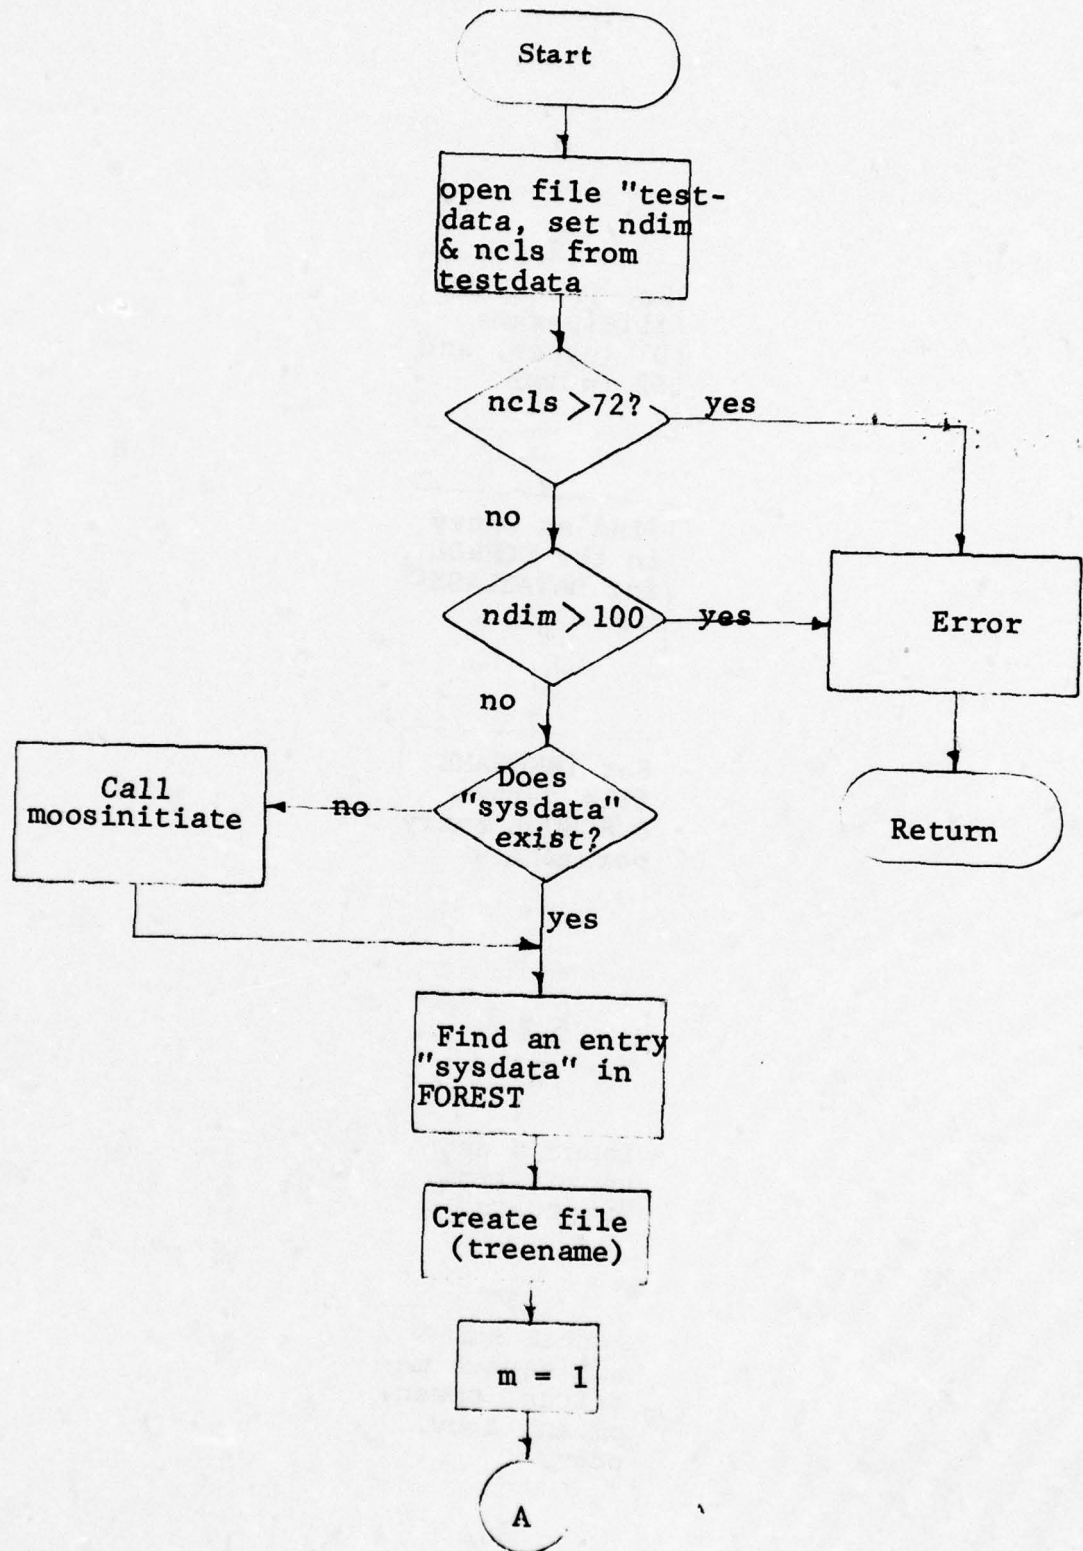 Start
open file "test-
data, set ndim
& ncls from
testdata
ncls >72?
yes
no
ndim > 100
yes
Error
no
Call
moosinitiate
no
Does
"sysdata"
exist?
Return
yes
Find an entry
"sysdata" in
FOREST
Create file
(treename)
m = 1
A